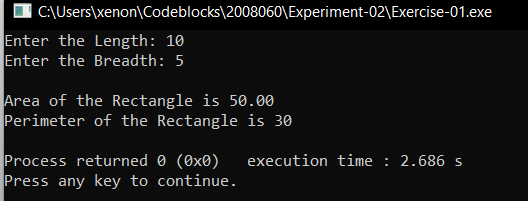 C:\Users\xenon\Codeblocks\2008060\Experiment-02\Exercise-01.exe
Enter the Length: 10
Enter the Breadth: 5
Area of the Rectangle is 50.00
Perimeter of the Rectangle is 30
Process returned 0 (0x0)   execution time : 2.686 s
Press any key to continue.